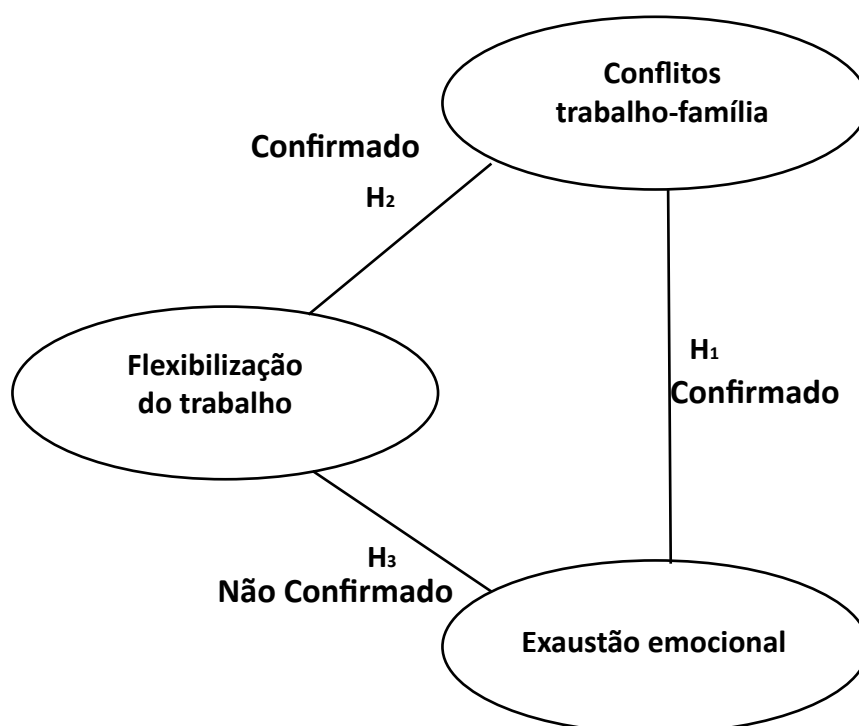 Conflitos
trabalho-família
Confirmado
H₂
H₁
Confirmado
Flexibilização
do trabalho
H₃
Não Confirmado
Exaustão emocional